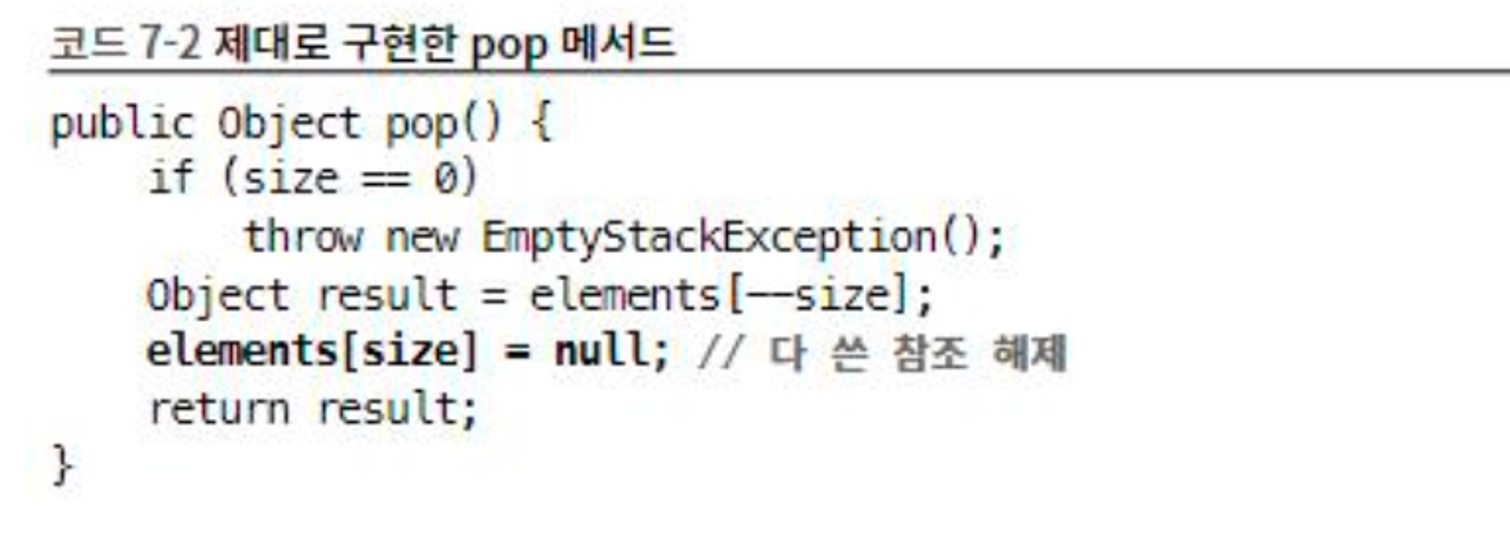 코드 7-2 제대로 구현한 pop 메서드
public Object pop() {
    if (size == 0)
        throw new EmptyStackException();
    Object result = elements[--size];
    elements[size] = null; // 다 쓴 참조 해제
    return result;
}